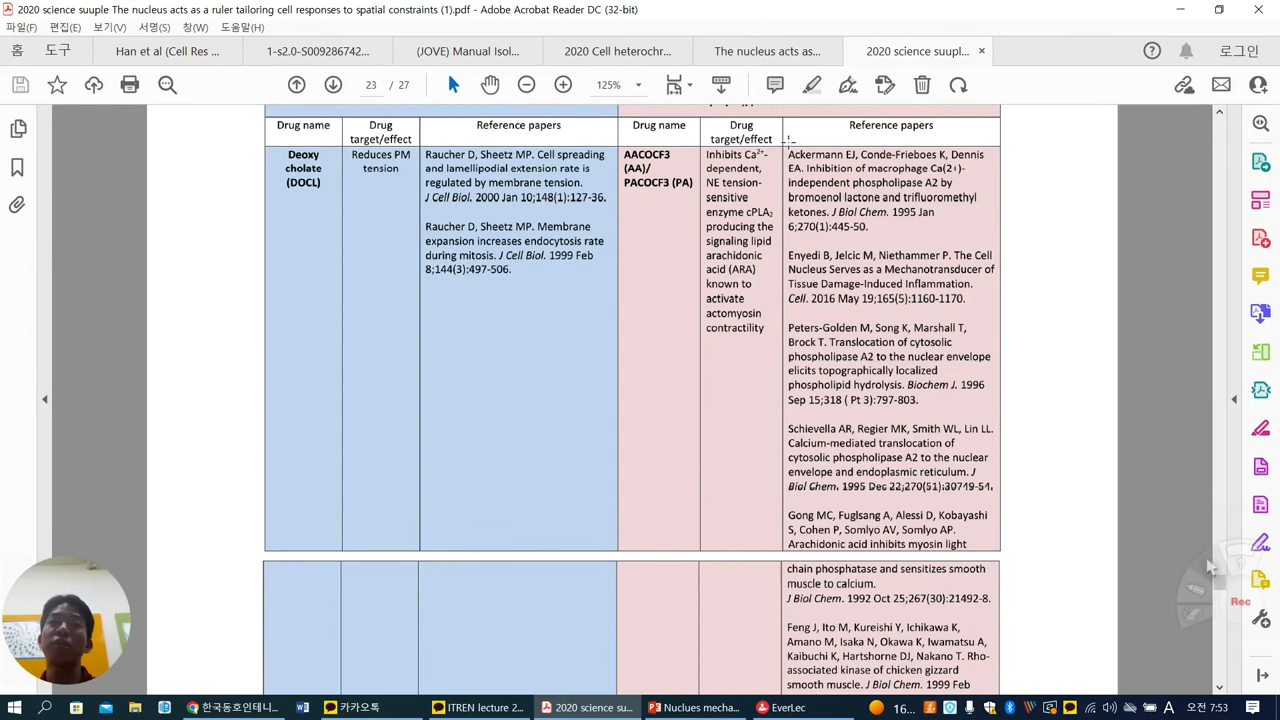 2020 science suuple The nucleus acts as a ruler tailoring cell responses to spatial constraints (1).pdf - Adobe Acrobat Reader DC (32-bit)
파일(F) 편집(E) 보기(V) 서명(S) 창(W) 도움말(H)
홈 도구 Han et al (Cell Res ... 1-s2.0-S009286742... (JOVE) Manual Isol... 2020 Cell heterochr... The nucleus acts as... 2020 science suupl... × 로그인
23 / 27 125%
Drug name Drug target/effect Reference papers Drug name Drug target/effect Reference papers
Deoxy
cholate
(DOCL)
Reduces PM
tension
Raucher D, Sheetz MP. Cell spreading
and lamellipodial extension rate is
regulated by membrane tension.
J Cell Biol. 2000 Jan 10;148(1):127-36.
Raucher D, Sheetz MP. Membrane
expansion increases endocytosis rate
during mitosis. J Cell Biol. 1999 Feb
8;144(3):497-506.
AACOCF3
(AA)/
PACOCF3 (PA)
Inhibits Ca²⁺-
dependent,
NE tension-
sensitive
enzyme cPLA₂
producing the
signaling lipid
arachidonic
acid (ARA)
known to
activate
actomyosin
contractility
Ackermann EJ, Conde-Frieboes K, Dennis
EA. Inhibition of macrophage Ca(2+)-
independent phospholipase A2 by
bromoenol lactone and trifluoromethyl
ketones. J Biol Chem. 1995 Jan
6;270(1):445-50.
Enyedi B, Jelcic M, Niethammer P. The Cell
Nucleus Serves as a Mechanotransducer of
Tissue Damage-Induced Inflammation.
Cell. 2016 May 19;165(5):1160-1170.
Peters-Golden M, Song K, Marshall T,
Brock T. Translocation of cytosolic
phospholipase A2 to the nuclear envelope
elicits topographically localized
phospholipid hydrolysis. Biochem J. 1996
Sep 15;318 ( Pt 3):797-803.
Schievella AR, Regier MK, Smith WL, Lin LL.
Calcium-mediated translocation of
cytosolic phospholipase A2 to the nuclear
envelope and endoplasmic reticulum. J
Biol Chem. 1995 Dec 22;270(51):30749-54.
Gong MC, Fuglsang A, Alessi D, Kobayashi
S, Cohen P, Somlyo AV, Somlyo AP.
Arachidonic acid inhibits myosin light
chain phosphatase and sensitizes smooth
muscle to calcium.
J Biol Chem. 1992 Oct 25;267(30):21492-8.
Feng J, Ito M, Kureishi Y, Ichikawa K,
Amano M, Isaka N, Okawa K, Iwamatsu A,
Kaibuchi K, Hartshorne DJ, Nakano T. Rho-
associated kinase of chicken gizzard
smooth muscle. J Biol Chem. 1999 Feb
Rec
한국동호인테니... 카카오톡 ITREN lecture 2... 2020 science su... Nuclues mecha... EverLec 16... A 오후 7:53